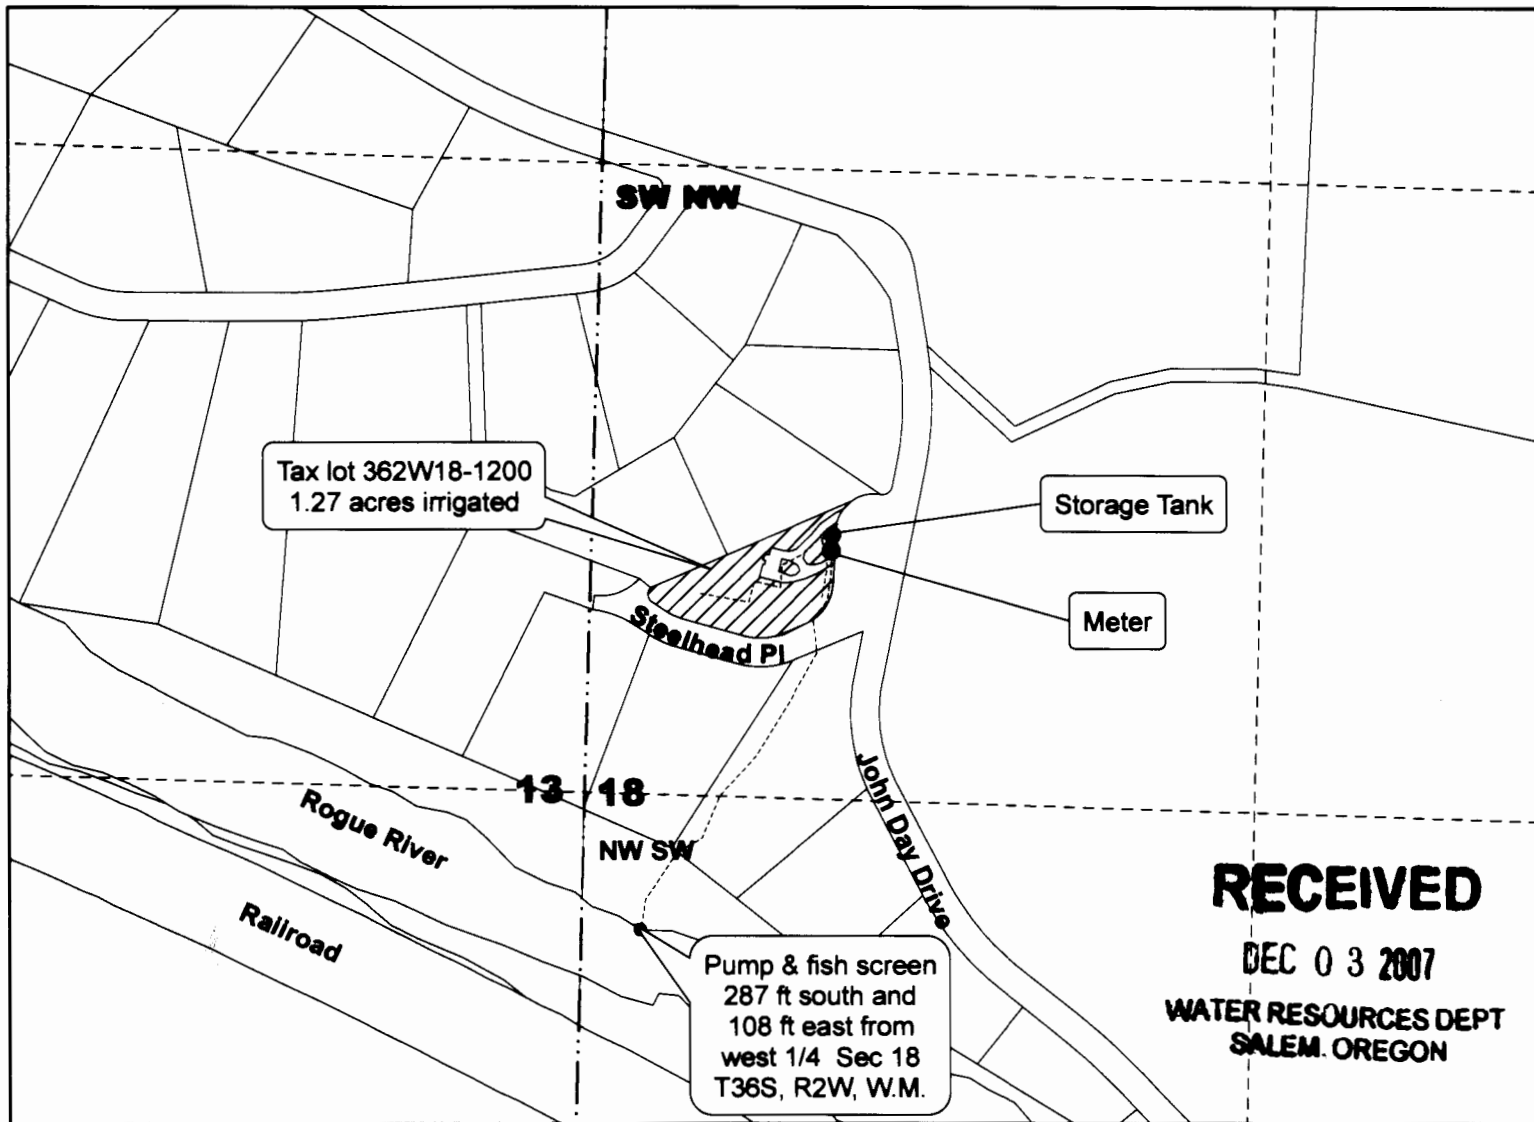 SW NW
Tax lot 362W18-1200
1.27 acres irrigated
Storage Tank
Meter
Steelhead Pl
13 18
NW SW
John Day Drive
Rogue River
Railroad
Pump & fish screen
287 ft south and
108 ft east from
west 1/4 Sec 18
T36S, R2W, W.M.
RECEIVED
DEC 03 2007
WATER RESOURCES DEPT
SALEM. OREGON